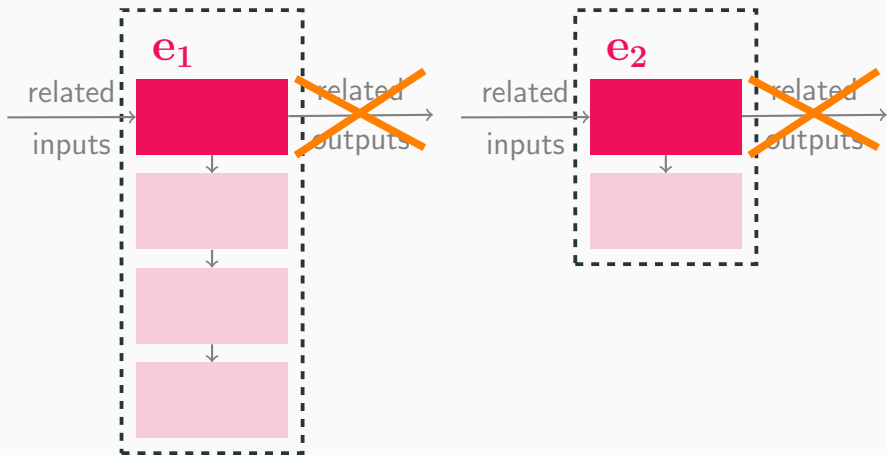 e1
related
inputs
related
outputs
e2
related
inputs
related
outputs